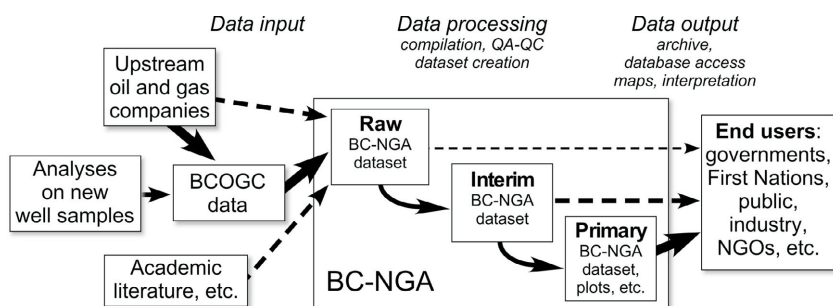 Data input
Data processing
compilation, QA-QC
dataset creation
Data output
archive,
database access
maps, interpretation
Upstream
oil and gas
companies
Analyses
on new
well samples
BCOGC
data
Academic
literature, etc.
Raw
BC-NGA
dataset
Interim
BC-NGA
dataset
Primary
BC-NGA
dataset,
plots, etc.
BC-NGA
End users:
governments,
First Nations,
public,
industry,
NGOs, etc.